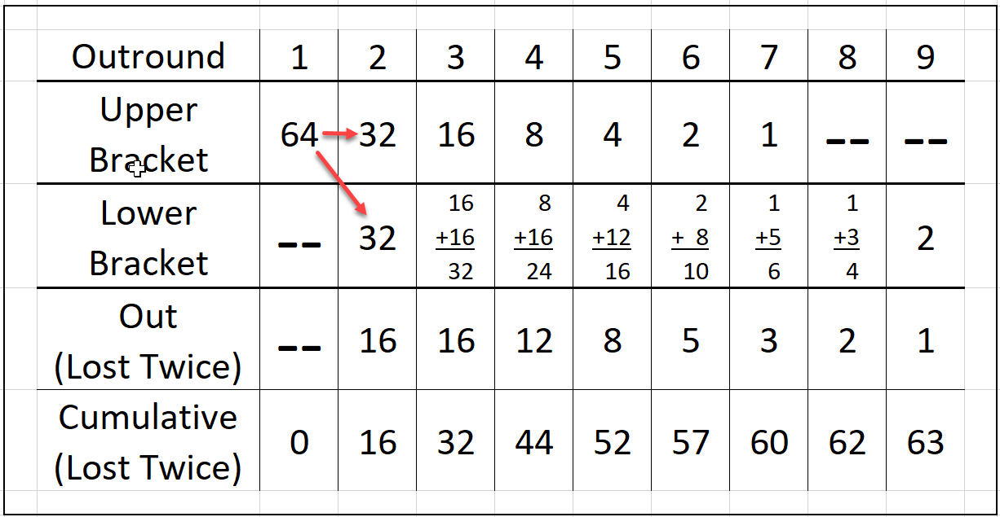 Outround 1 2 3 4 5 6 7 8 9
Upper
Bracket 64 32 16 8 4 2 1 -- --
Lower
Bracket -- 32 16 +16 32 8 +16 24 4 +12 16 2 + 8 10 1 +5 6 1 +3 4 2
Out
(Lost Twice) -- 16 16 12 8 5 3 2 1
Cumulative
(Lost Twice) 0 16 32 44 52 57 60 62 63